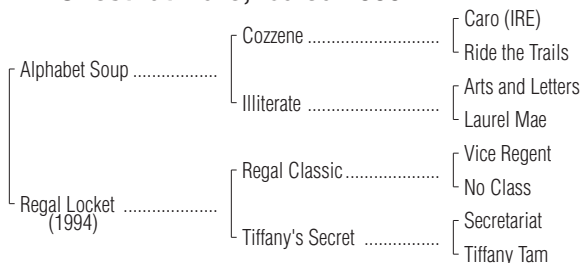 Caro (IRE)
Cozzene ..............................
Ride the Trails
Alphabet Soup ...................
Arts and Letters
Illiterate ..............................
Laurel Mae
Vice Regent
Regal Classic......................
No Class
Regal Locket .....................
(1994)
Secretariat
Tiffany's Secret .................
Tiffany Tam